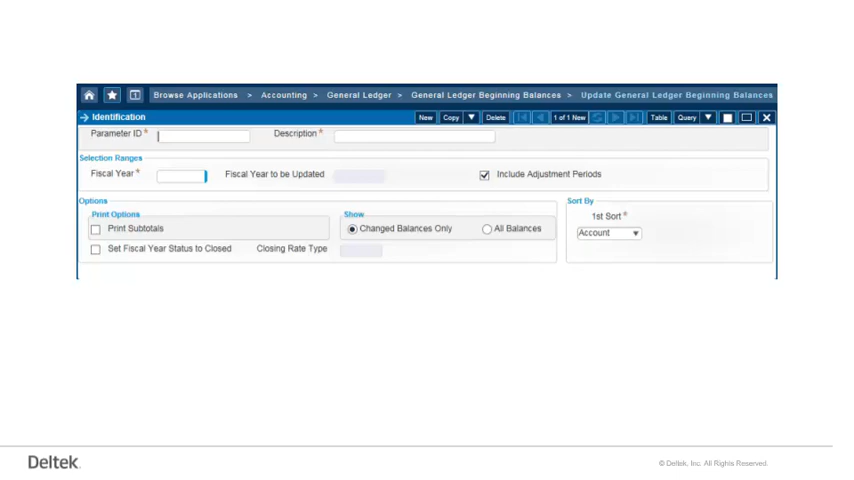 Browse Applications > Accounting > General Ledger > General Ledger Beginning Balances > Update General Ledger Beginning Balances
Identification New Copy Delete 1 of 1 New Table Query
Parameter ID * Description *
Selection Ranges
Fiscal Year * Fiscal Year to be Updated Include Adjustment Periods
Options Sort By
Print Options Show 1st Sort *
Print Subtotals Changed Balances Only All Balances Account
Set Fiscal Year Status to Closed Closing Rate Type
Deltek. © Deltek, Inc. All Rights Reserved.